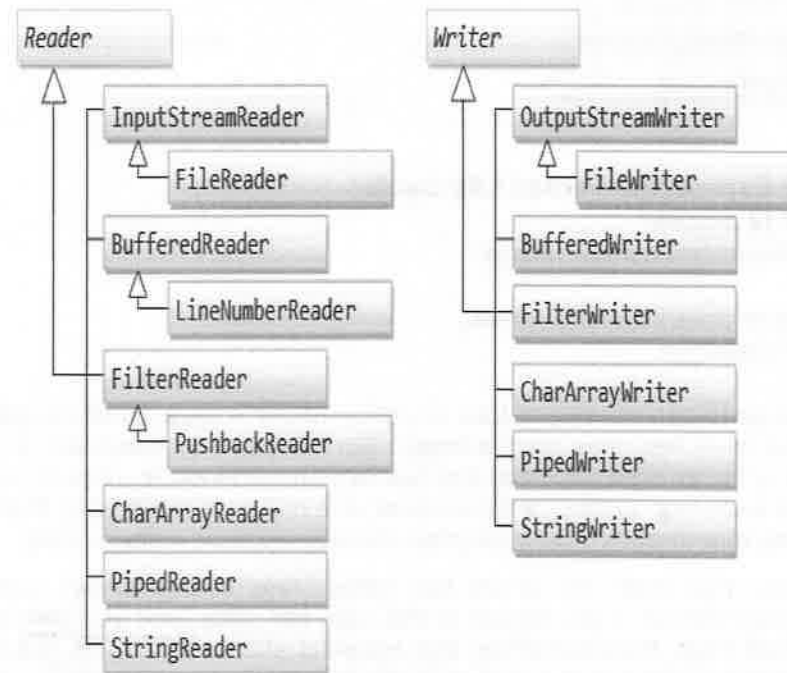 Reader
InputStreamReader
FileReader
BufferedReader
LineNumberReader
FilterReader
PushbackReader
CharArrayReader
PipedReader
StringReader
Writer
OutputStreamWriter
FileWriter
BufferedWriter
FilterWriter
CharArrayWriter
PipedWriter
StringWriter